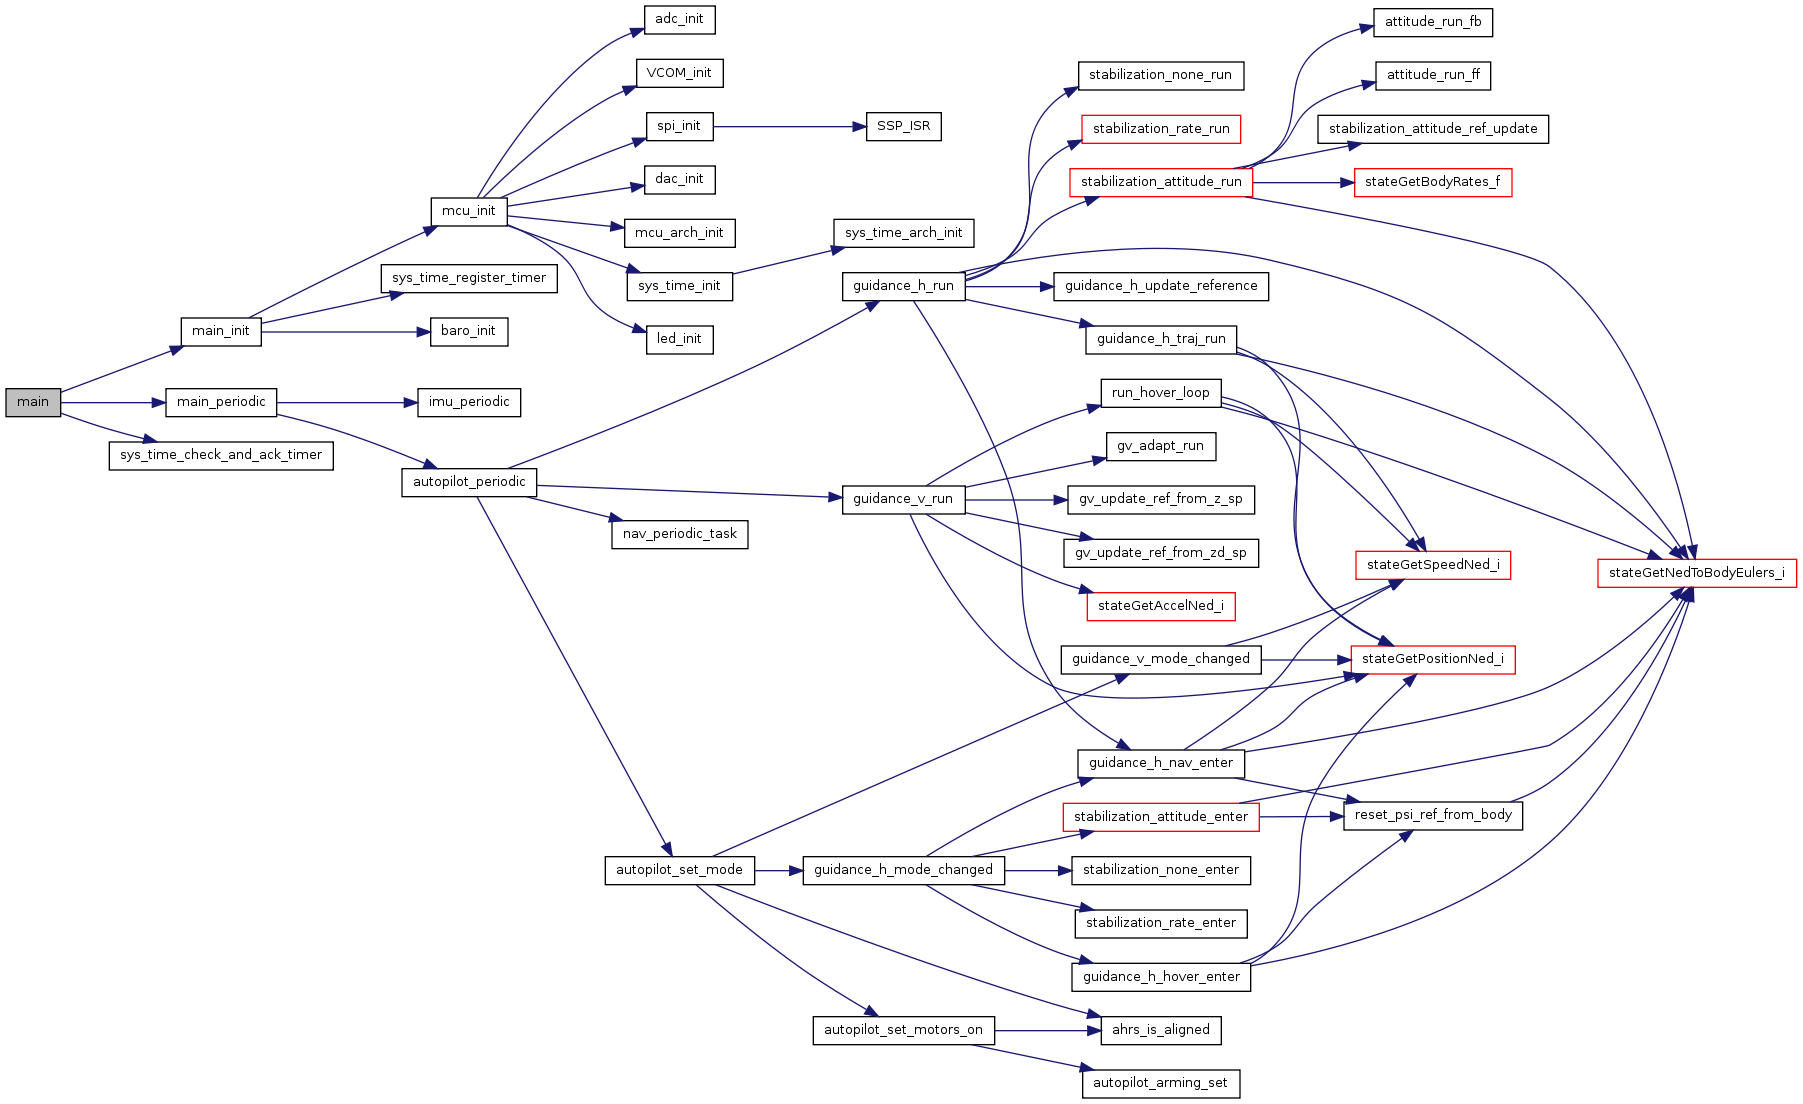 adc_init
attitude_run_fb
VCOM_init
stabilization_none_run
attitude_run_ff
spi_init
SSP_ISR
stabilization_rate_run
stabilization_attitude_ref_update
dac_init
stabilization_attitude_run
stateGetBodyRates_f
mcu_init
mcu_arch_init
sys_time_arch_init
sys_time_register_timer
sys_time_init
guidance_h_run
guidance_h_update_reference
main_init
baro_init
led_init
guidance_h_traj_run
main
main_periodic
imu_periodic
run_hover_loop
sys_time_check_and_ack_timer
gv_adapt_run
autopilot_periodic
guidance_v_run
gv_update_ref_from_z_sp
nav_periodic_task
gv_update_ref_from_zd_sp
stateGetSpeedNed_i
stateGetNedToBodyEulers_i
stateGetAccelNed_i
guidance_v_mode_changed
stateGetPositionNed_i
guidance_h_nav_enter
stabilization_attitude_enter
reset_psi_ref_from_body
autopilot_set_mode
guidance_h_mode_changed
stabilization_none_enter
stabilization_rate_enter
guidance_h_hover_enter
autopilot_set_motors_on
ahrs_is_aligned
autopilot_arming_set